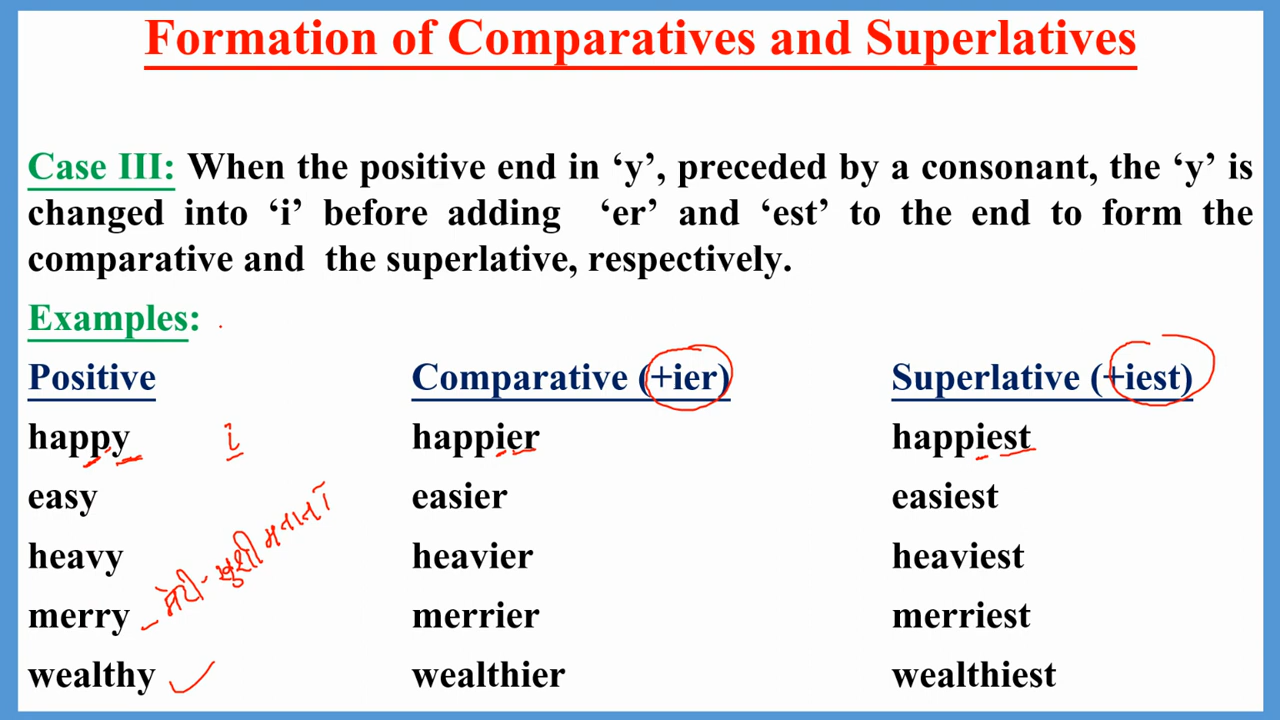 Formation of Comparatives and Superlatives
Case III: When the positive end in ‘y’, preceded by a consonant, the ‘y’ is
changed into ‘i’ before adding ‘er’ and ‘est’ to the end to form the
comparative and the superlative, respectively.
Examples:
Positive Comparative (+ier) Superlative (+iest)
happy i happier happiest
easy easier easiest
heavy heavier heaviest
merry - મેરી - ખુશી merrier merriest
wealthy wealthier wealthiest